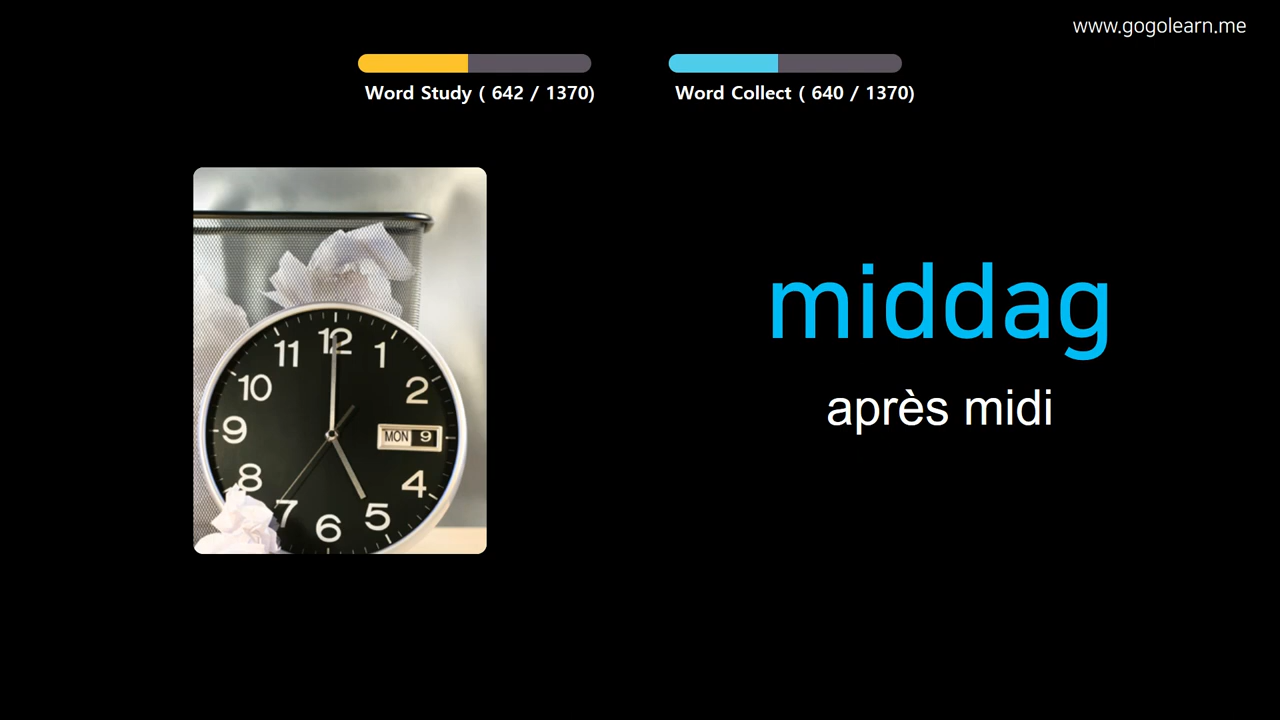 www.gogolearn.me
Word Study ( 642 / 1370)
Word Collect ( 640 / 1370)
12
11
1
10
2
9
MON 9
8
4
7
5
6
middag
après midi